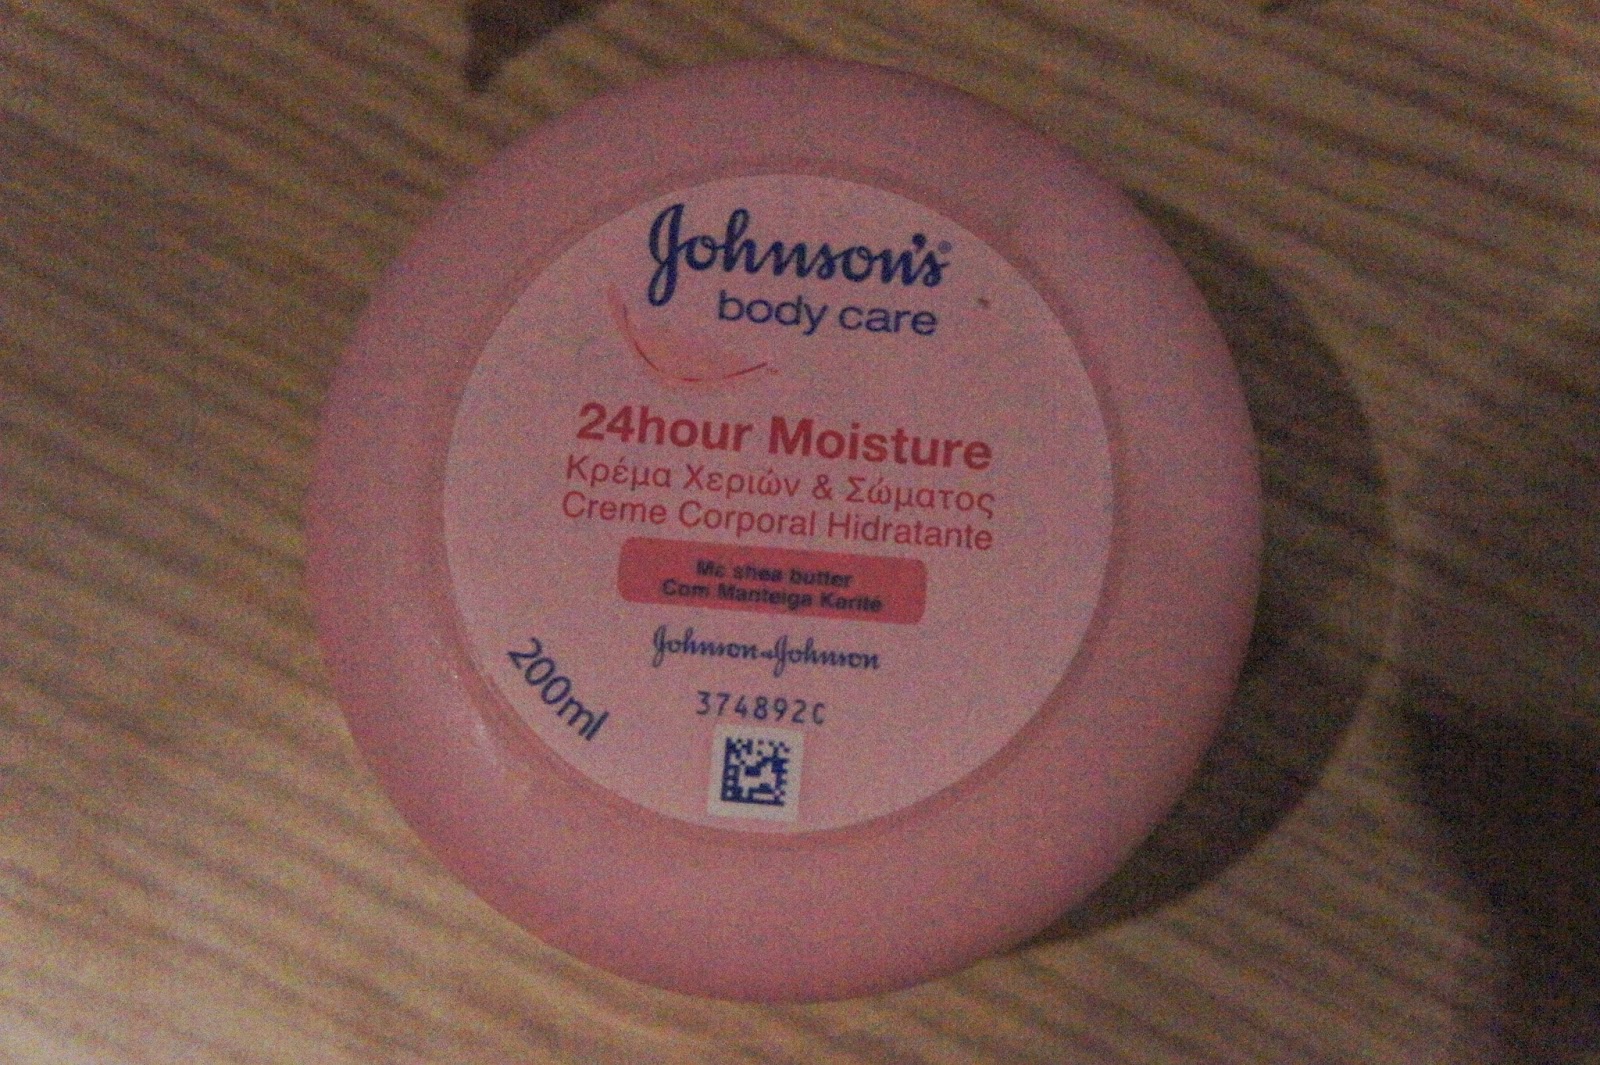 Johnson's®
body care
24hour Moisture
Κρέμα Χεριών & Σώματος
Creme Corporal Hidratante
Με shea butter
Com Manteiga Karité
Johnson&Johnson
200ml
374892C